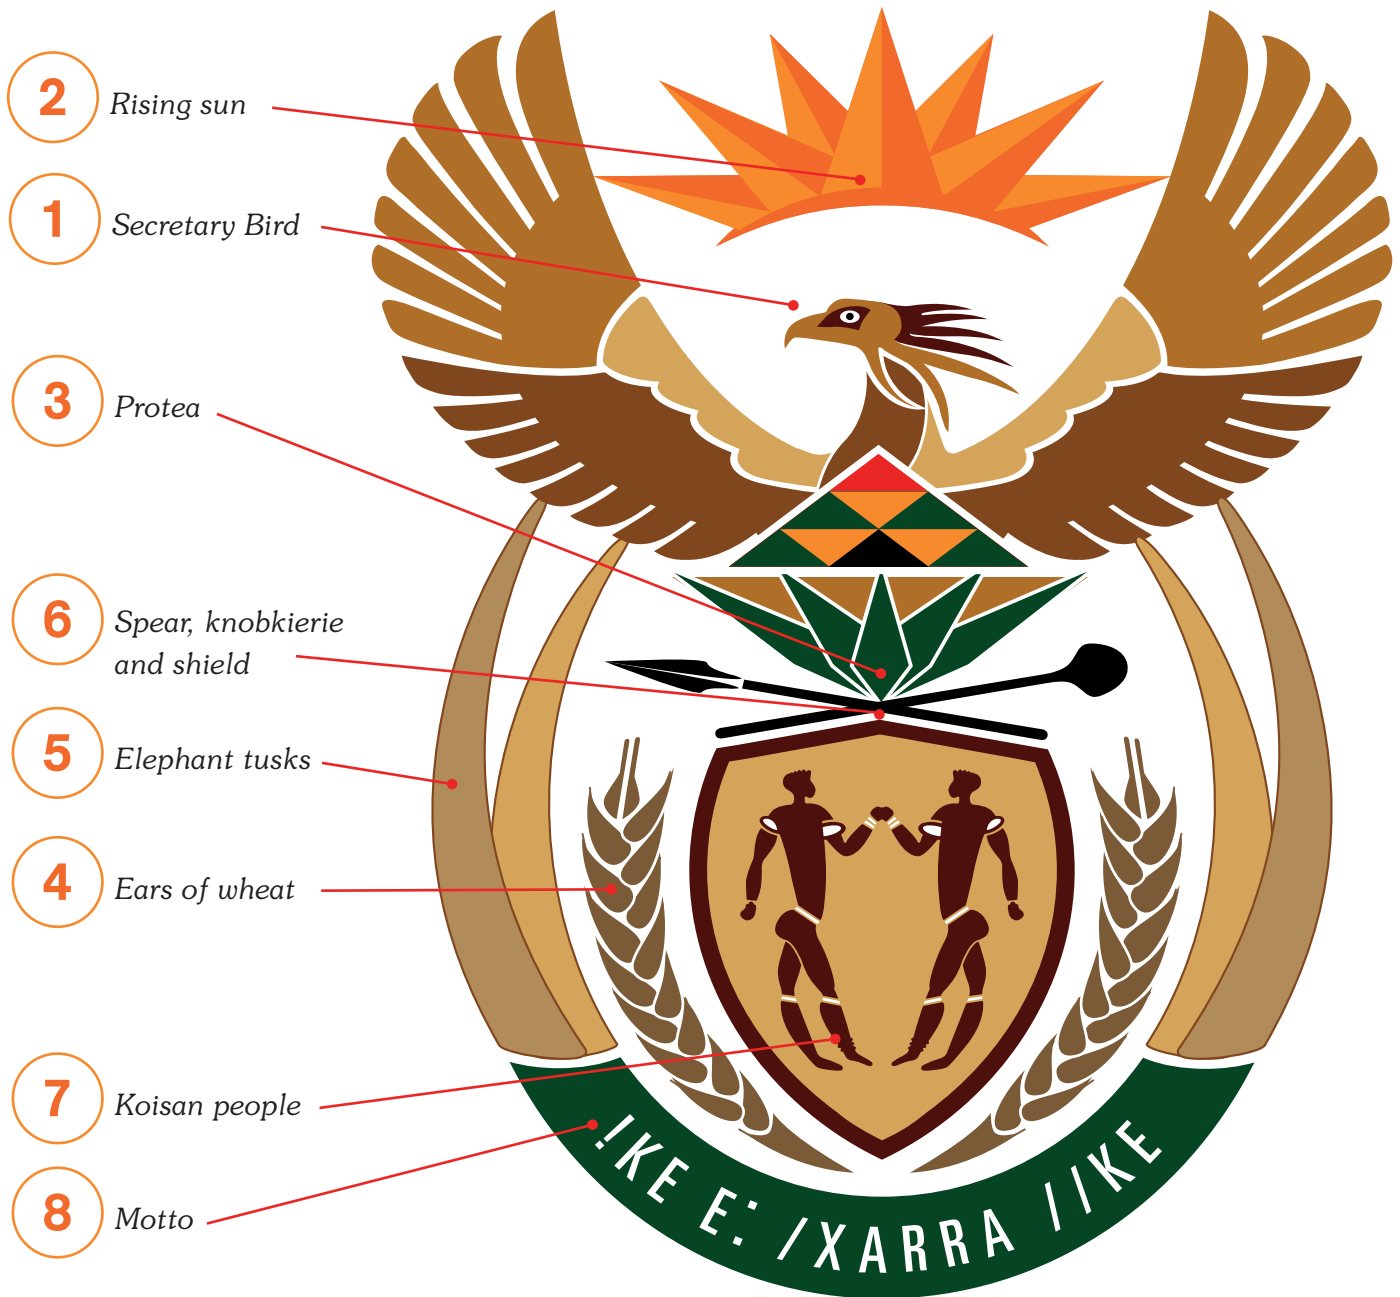 2 Rising sun
1 Secretary Bird
3 Protea
6 Spear, knobkierie
and shield
5 Elephant tusks
4 Ears of wheat
7 Koisan people
8 Motto
!KE E: /XARRA //KE